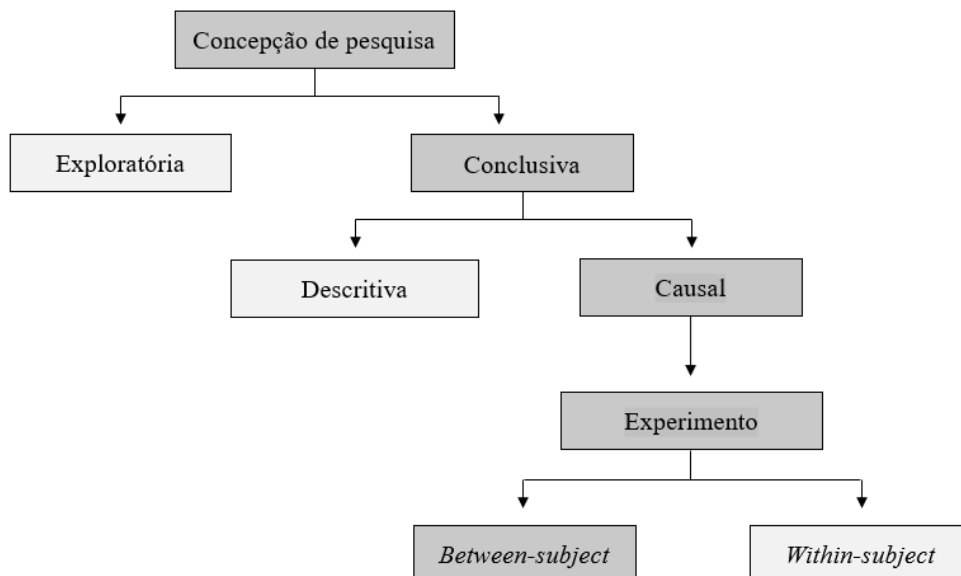 Concepção de pesquisa
Exploratória
Conclusiva
Descritiva
Causal
Experimento
Between-subject
Within-subject